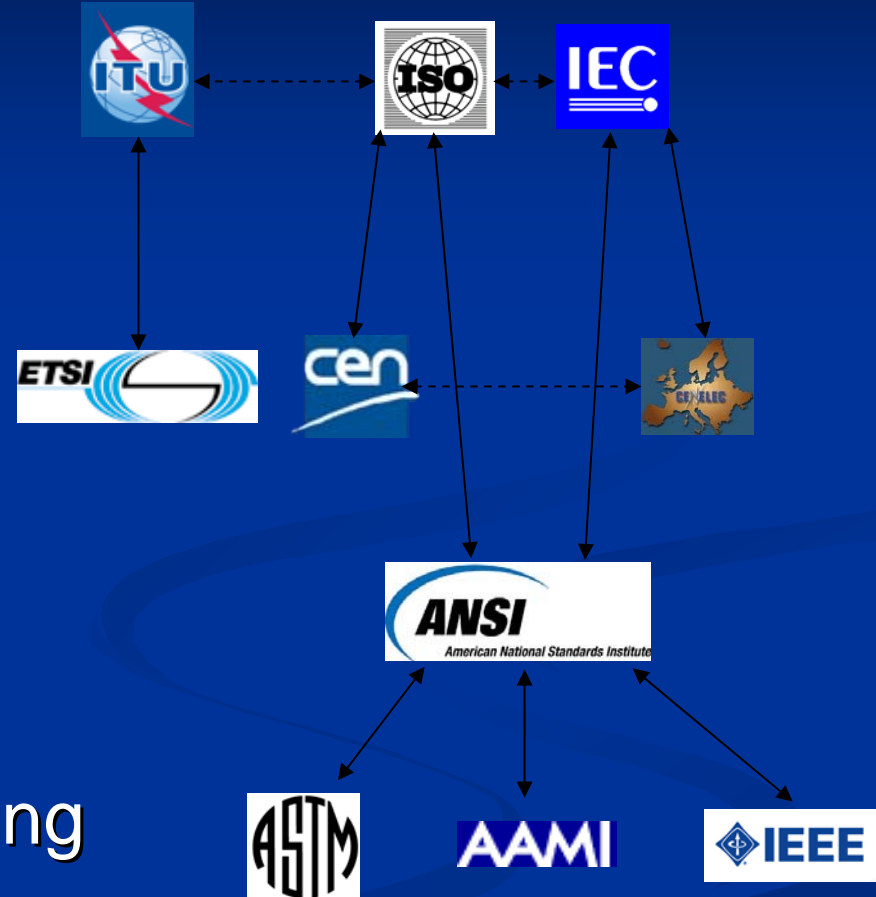 ITU
ISO
IEC
ETSI
cen
CENELEC
ANSI
American National Standards Institute
ng
ASTM
AAMI
IEEE